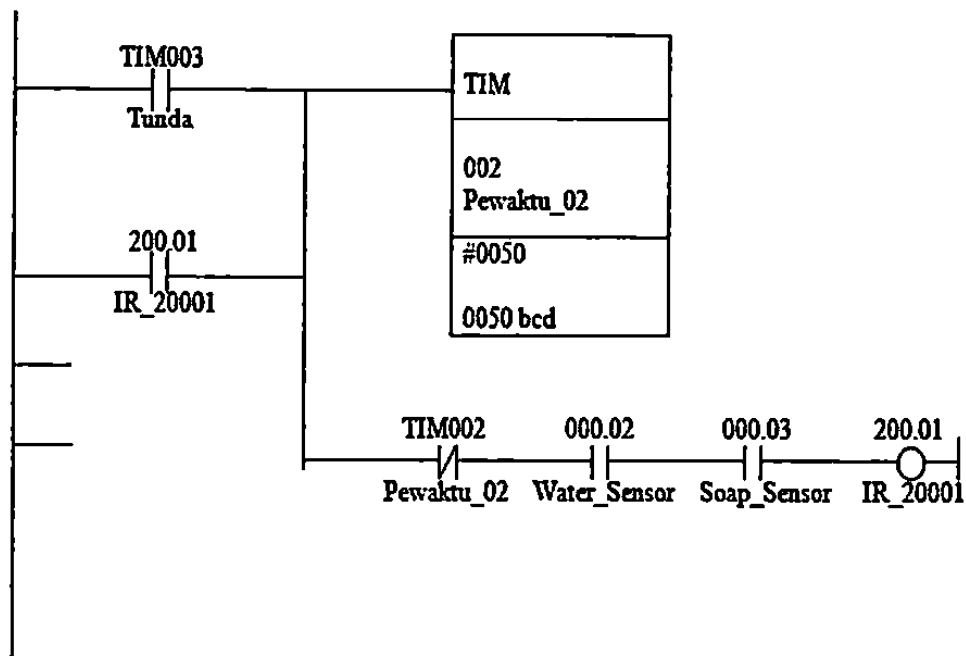 TIM003
Tunda
TIM
002
Pewaktu_02
200.01
IR_20001
#0050
0050 bcd
TIM002 000.02 000.03 200.01
Pewaktu_02 Water_Sensor Soap_Sensor IR_20001